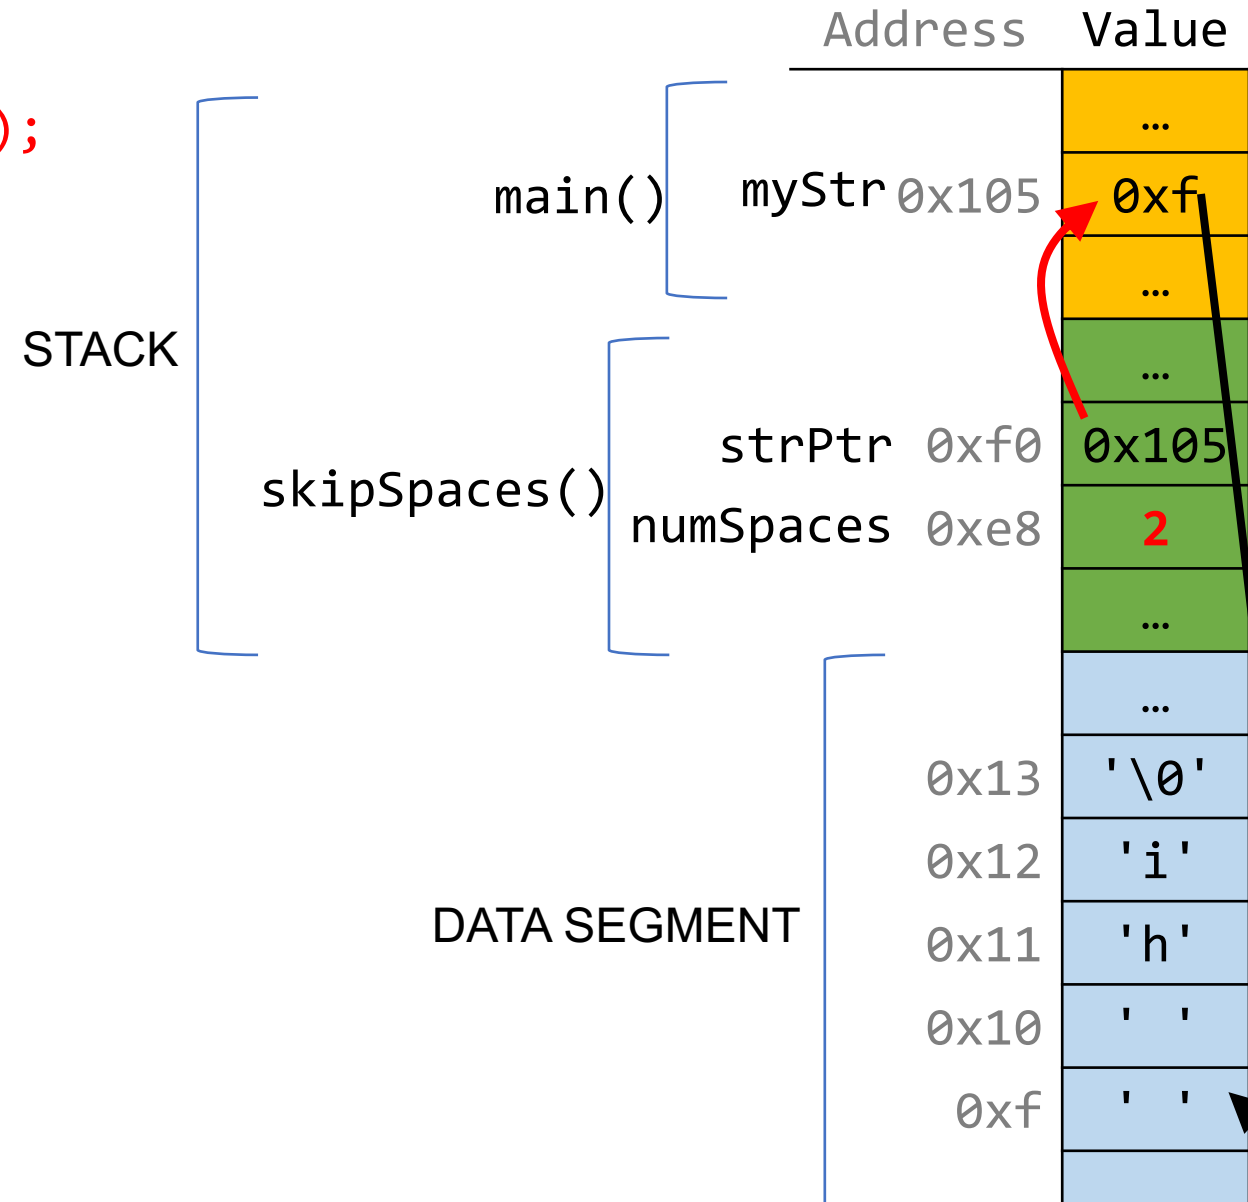 Address Value
…
);
main() myStr 0x105 0xf
…
STACK
…
strPtr 0xf0 0x105
skipSpaces()
numSpaces 0xe8 2
…
…
0x13 '\0'
0x12 'i'
DATA SEGMENT
0x11 'h'
0x10 ' '
0xf ' '